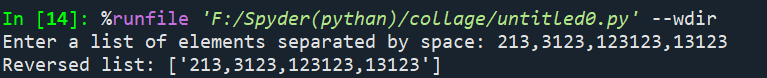 In [14]: %runfile 'F:/Spyder(pythan)/collage/untitled0.py' --wdir
Enter a list of elements separated by space: 213,3123,123123,13123
Reversed list: ['213,3123,123123,13123']